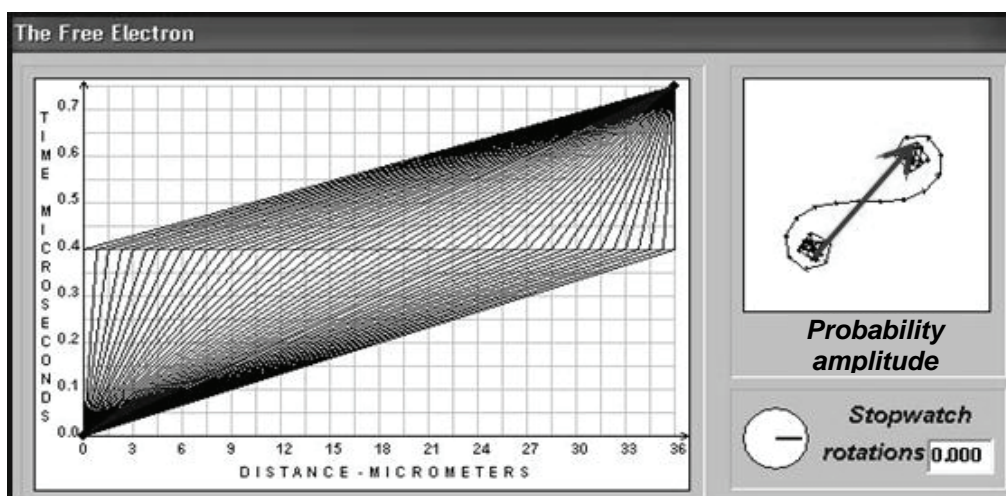 The Free Electron
TIME MICROSECONDS
0.7
0.6
0.5
0.4
0.3
0.2
0.1
0.0
0 3 6 9 12 15 18 21 24 27 30 33 36
DISTANCE - MICROMETERS
Probability
amplitude
Stopwatch
rotations 0.000